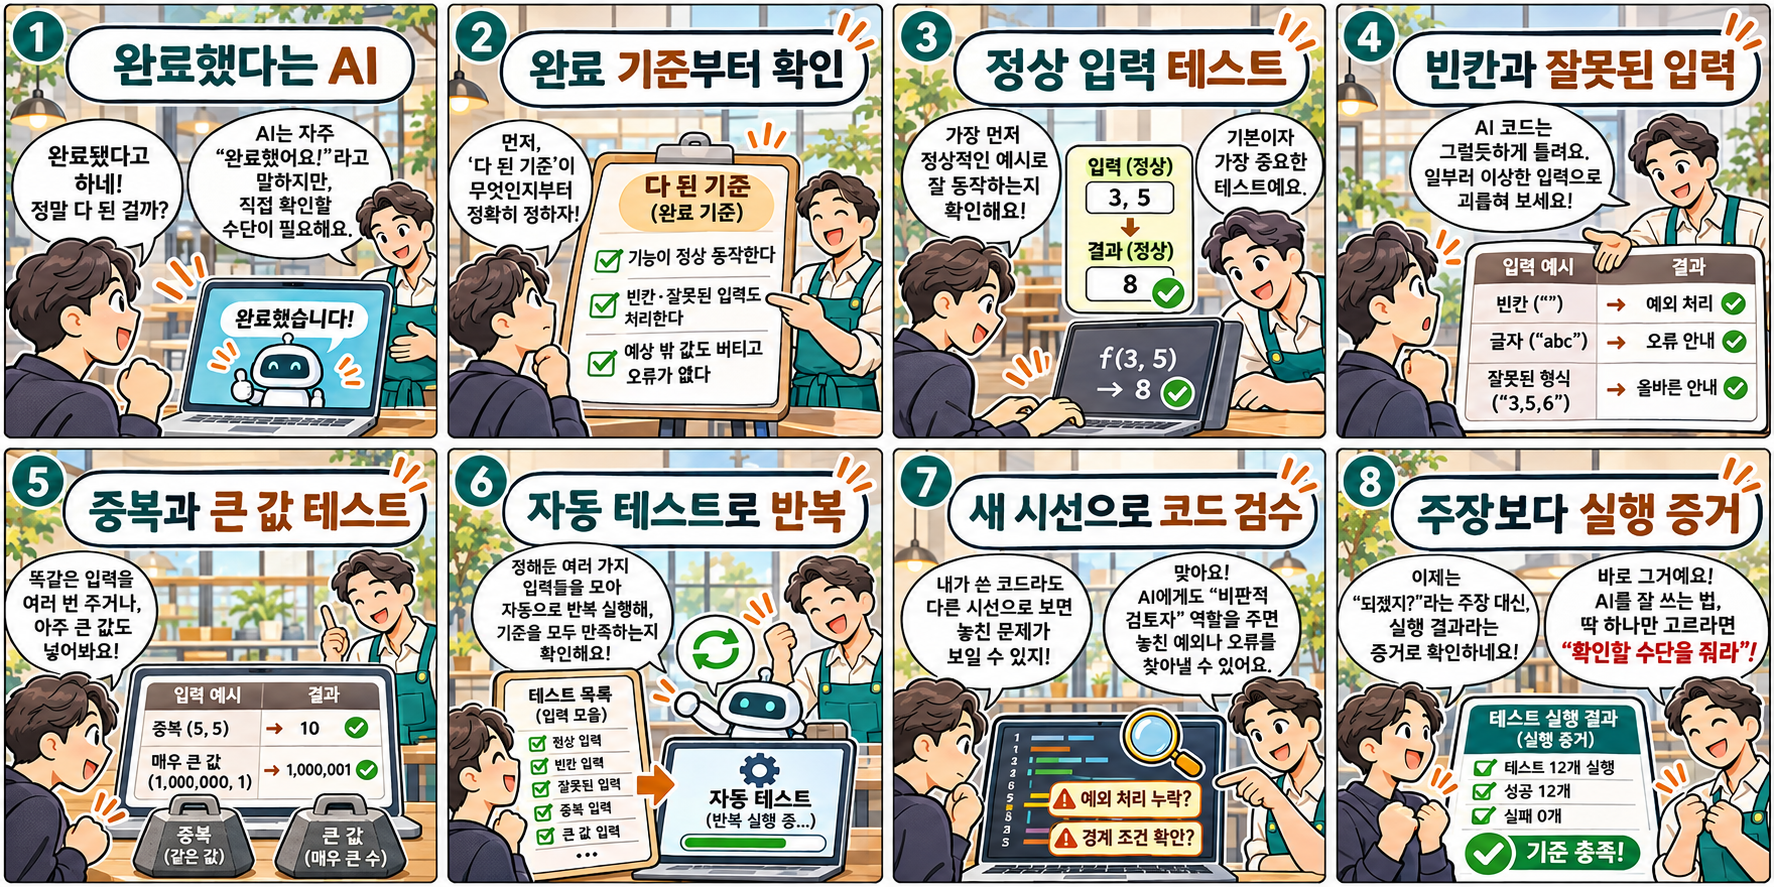 1
완료했다는 AI
완료됐다고
하네!
정말 다 된 걸까?
AI는 자주
“완료했어요!”라고
말하지만,
직접 확인할
수단이 필요해요.
완료했습니다!
2
완료 기준부터 확인
먼저,
‘다 된 기준’이
무엇인지부터
정확히 정하자!
다 된 기준
(완료 기준)
기능이 정상 동작한다
빈칸·잘못된 입력도
처리한다
예상 밖 값도 버티고
오류가 없다
3
정상 입력 테스트
가장 먼저
정상적인 예시로
잘 동작하는지
확인해요!
기본이자
가장 중요한
테스트예요.
입력 (정상)
3, 5
결과 (정상)
8
f(3, 5)
→ 8
4
빈칸과 잘못된 입력
AI 코드는
그럴듯하게 틀려요.
일부러 이상한 입력으로
괴롭혀 보세요!
입력 예시 결과
빈칸 (“”) → 예외 처리
글자 (“abc”) → 오류 안내
잘못된 형식
(“3,5,6”) → 올바른 안내
5
중복과 큰 값 테스트
똑같은 입력을
여러 번 주거나,
아주 큰 값도
넣어봐요!
입력 예시 결과
중복 (5, 5) → 10
매우 큰 값
(1,000,000, 1) → 1,000,001
중복
(같은 값)
큰 값
(매우 큰 수)
6
자동 테스트로 반복
정해둔 여러 가지
입력들을 모아
자동으로 반복 실행해,
기준을 모두 만족하는지
확인해요!
테스트 목록
(입력 모음)
정상 입력
빈칸 입력
잘못된 입력
중복 입력
큰 값 입력
•••
자동 테스트
(반복 실행 중...)
7
새 시선으로 코드 검수
내가 쓴 코드라도
다른 시선으로 보면
놓친 문제가
보일 수 있지!
맞아요!
AI에게도 “비판적
검토자” 역할을 주면
놓친 예외나 오류를
찾아낼 수 있어요.
예외 처리 누락?
경계 조건 확인?
8
주장보다 실행 증거
이제는
“되겠지?”라는 주장 대신,
실행 결과라는
증거로 확인하네요!
바로 그거예요!
AI를 잘 쓰는 법,
딱 하나만 고르라면
“확인할 수단을 줘라”!
테스트 실행 결과
(실행 증거)
테스트 12개 실행
성공 12개
실패 0개
기준 충족!